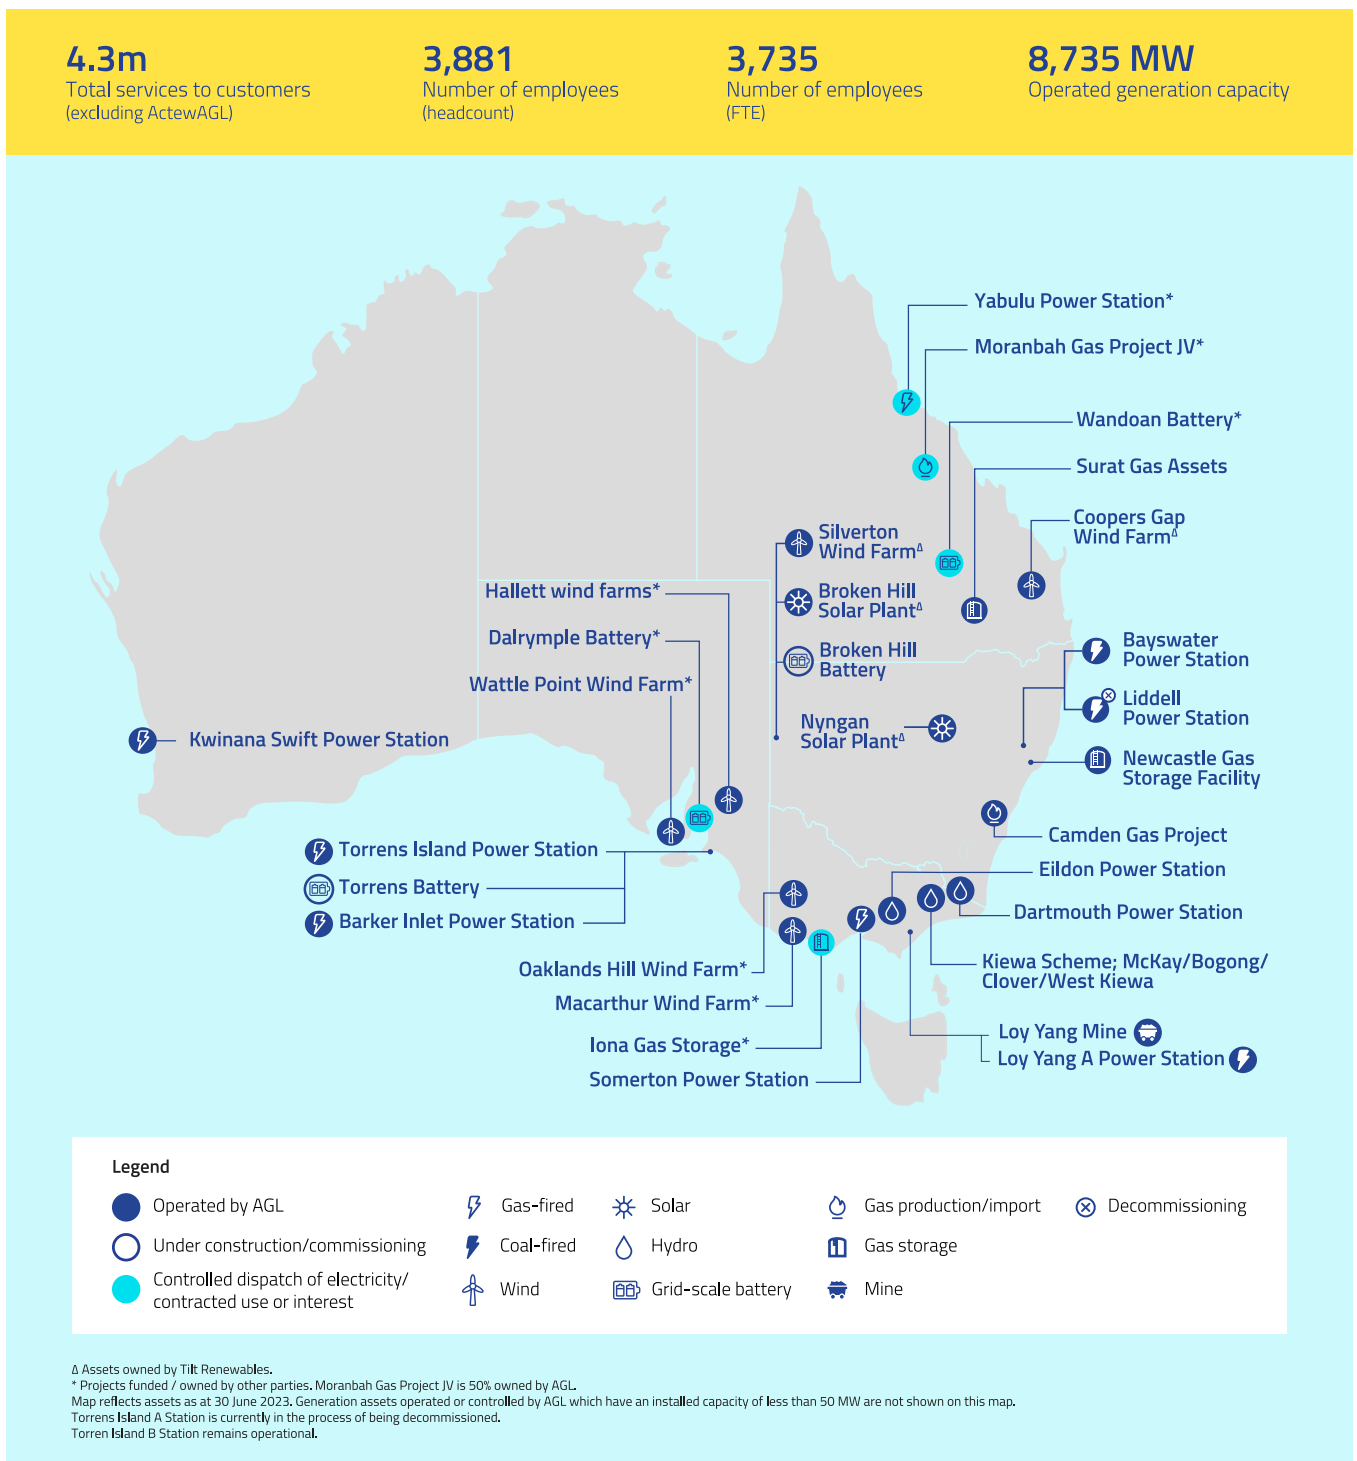 4.3m
Total services to customers
(excluding ActewAGL)
3,881
Number of employees
(headcount)
3,735
Number of employees
(FTE)
8,735 MW
Operated generation capacity
Yabulu Power Station*
Moranbah Gas Project JV*
Wandoan Battery*
Surat Gas Assets
Coopers Gap
Wind Farm∆
Silverton
Wind Farm∆
Broken Hill
Solar Plant∆
Broken Hill
Battery
Nyngan
Solar Plant∆
Hallett wind farms*
Dalrymple Battery*
Wattle Point Wind Farm*
Kwinana Swift Power Station
Bayswater
Power Station
Liddell
Power Station
Newcastle Gas
Storage Facility
Camden Gas Project
Eildon Power Station
Dartmouth Power Station
Kiewa Scheme; McKay/Bogong/
Clover/West Kiewa
Loy Yang Mine
Loy Yang A Power Station
Torrens Island Power Station
Torrens Battery
Barker Inlet Power Station
Oaklands Hill Wind Farm*
Macarthur Wind Farm*
Iona Gas Storage*
Somerton Power Station
Legend
Operated by AGL
Under construction/commissioning
Controlled dispatch of electricity/
contracted use or interest
Gas-fired
Coal-fired
Wind
Solar
Hydro
Grid-scale battery
Gas production/import
Gas storage
Mine
Decommissioning
∆ Assets owned by Tilt Renewables.
* Projects funded / owned by other parties. Moranbah Gas Project JV is 50% owned by AGL.
Map reflects assets as at 30 June 2023. Generation assets operated or controlled by AGL which have an installed capacity of less than 50 MW are not shown on this map.
Torrens Island A Station is currently in the process of being decommissioned.
Torren Island B Station remains operational.